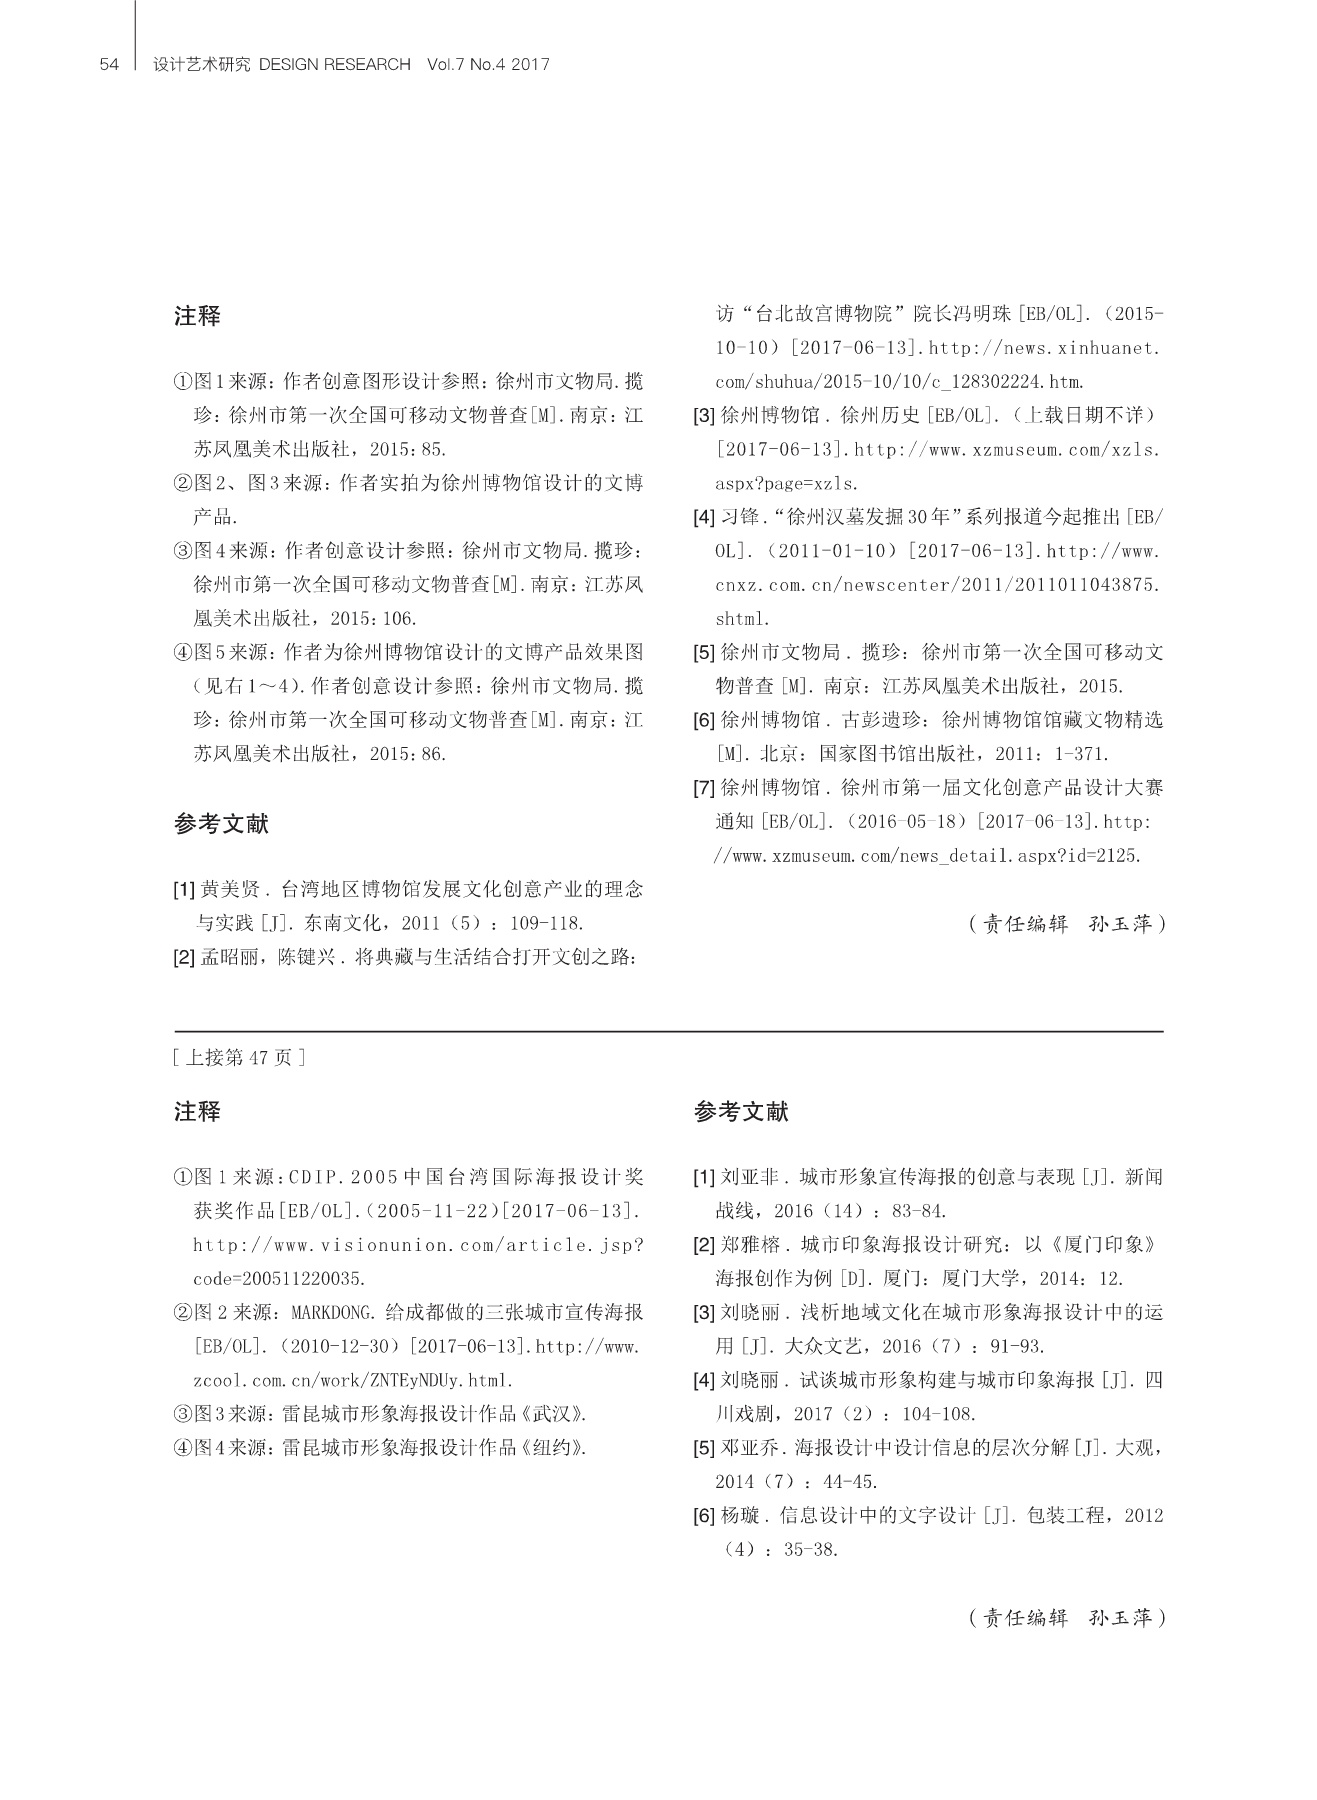 54 设计艺术研究 DESIGN RESEARCH Vol.7 No.4 2017
注释
①图1来源：作者创意图形设计参照：徐州市文物局.揽
珍：徐州市第一次全国可移动文物普查[M].南京：江
苏凤凰美术出版社，2015：85.
②图2、图3来源：作者实拍为徐州博物馆设计的文博
产品.
③图4来源：作者创意设计参照：徐州市文物局.揽珍：
徐州市第一次全国可移动文物普查[M].南京：江苏凤
凰美术出版社，2015：106.
④图5来源：作者为徐州博物馆设计的文博产品效果图
（见右1～4）.作者创意设计参照：徐州市文物局.揽
珍：徐州市第一次全国可移动文物普查[M].南京：江
苏凤凰美术出版社，2015：86.
参考文献
[1] 黄美贤. 台湾地区博物馆发展文化创意产业的理念
与实践 [J]. 东南文化，2011（5）：109-118.
[2] 孟昭丽，陈键兴. 将典藏与生活结合打开文创之路：
访“台北故宫博物院”院长冯明珠 [EB/OL].（2015-
10-10）[2017-06-13].http://news.xinhuanet.
com/shuhua/2015-10/10/c_128302224.htm.
[3] 徐州博物馆. 徐州历史 [EB/OL].（上载日期不详）
[2017-06-13].http://www.xzmuseum.com/xzls.
aspx?page=xzls.
[4] 习锋.“徐州汉墓发掘30年”系列报道今起推出 [EB/
OL].（2011-01-10）[2017-06-13].http://www.
cnxz.com.cn/newscenter/2011/2011011043875.
shtml.
[5] 徐州市文物局. 揽珍：徐州市第一次全国可移动文
物普查 [M]. 南京：江苏凤凰美术出版社，2015.
[6] 徐州博物馆. 古彭遗珍：徐州博物馆馆藏文物精选
[M]. 北京：国家图书馆出版社，2011：1-371.
[7] 徐州博物馆. 徐州市第一届文化创意产品设计大赛
通知 [EB/OL].（2016-05-18）[2017-06-13].http:
//www.xzmuseum.com/news_detail.aspx?id=2125.
（责任编辑 孙玉萍）
[ 上接第 47 页 ]
注释
①图1来源:CDIP.2005中国台湾国际海报设计奖
获奖作品[EB/OL].(2005-11-22)[2017-06-13].
http://www.visionunion.com/article.jsp?
code=200511220035.
②图 2 来源：MARKDONG. 给成都做的三张城市宣传海报
[EB/OL].（2010-12-30）[2017-06-13].http://www.
zcool.com.cn/work/ZNTEyNDUy.html.
③图3来源：雷昆城市形象海报设计作品《武汉》.
④图4来源：雷昆城市形象海报设计作品《纽约》.
参考文献
[1] 刘亚非. 城市形象宣传海报的创意与表现 [J]. 新闻
战线，2016（14）：83-84.
[2] 郑雅榕. 城市印象海报设计研究：以《厦门印象》
海报创作为例 [D]. 厦门：厦门大学，2014：12.
[3] 刘晓丽. 浅析地域文化在城市形象海报设计中的运
用 [J]. 大众文艺，2016（7）：91-93.
[4] 刘晓丽. 试谈城市形象构建与城市印象海报 [J]. 四
川戏剧，2017（2）：104-108.
[5] 邓亚乔. 海报设计中设计信息的层次分解 [J]. 大观，
2014（7）：44-45.
[6] 杨璇. 信息设计中的文字设计 [J]. 包装工程，2012
（4）：35-38.
（责任编辑 孙玉萍）